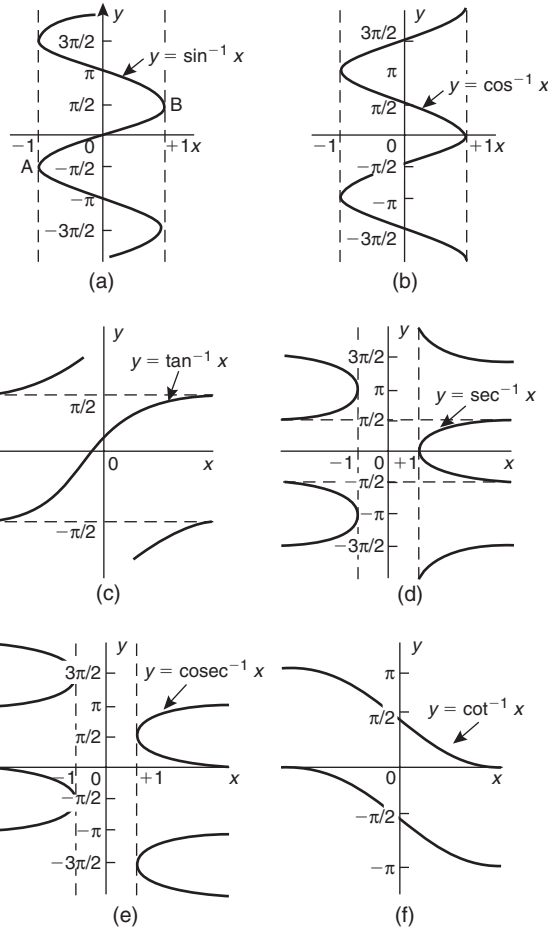 y
3π/2
y = sin⁻¹ x
π
π/2
B
−1
0
+1x
A
−π/2
−π
−3π/2
(a)
y
3π/2
π
y = cos⁻¹ x
π/2
−1
0
+1x
−π/2
−π
−3π/2
(b)
y
y = tan⁻¹ x
π/2
0
x
−π/2
(c)
y
3π/2
π
y = sec⁻¹ x
π/2
−1
0
+1
x
−π/2
−π
−3π/2
(d)
y
3π/2
y = cosec⁻¹ x
π
π/2
−1
0
+1
x
−π/2
−π
−3π/2
(e)
y
π
y = cot⁻¹ x
π/2
0
x
−π/2
−π
(f)